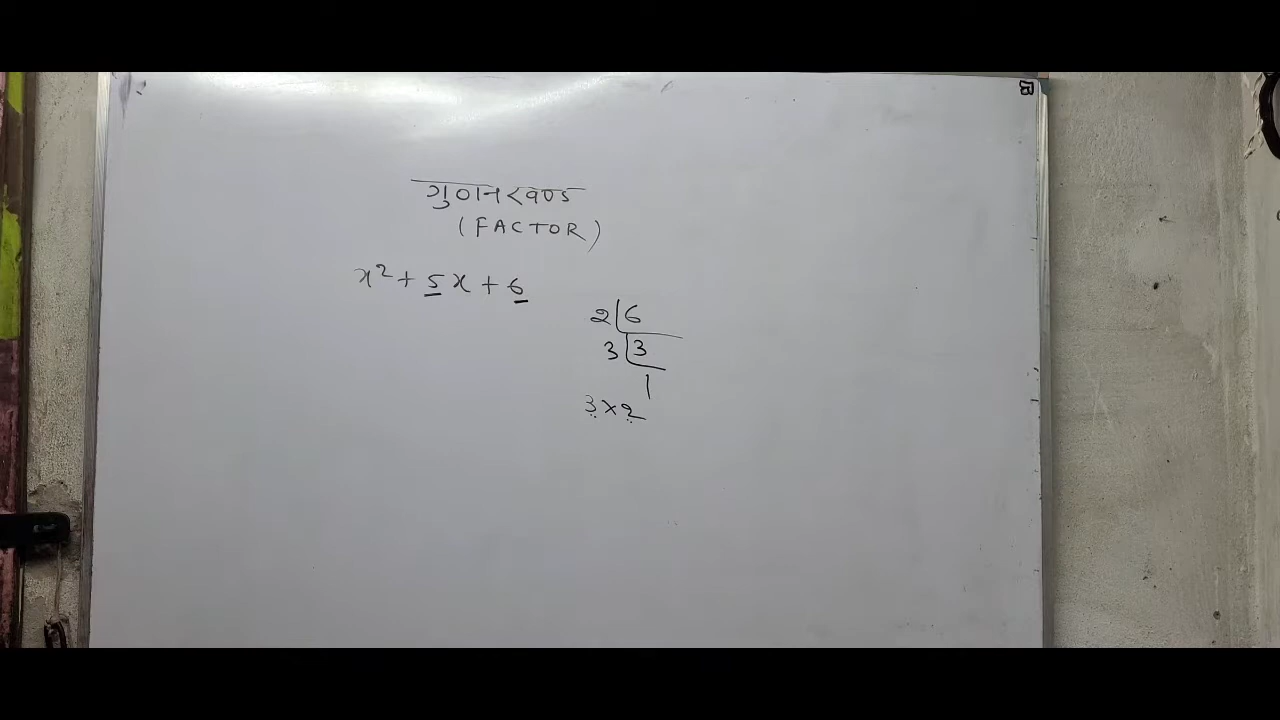 गुणनखण्ड
(FACTOR)
x² + 5x + 6
2 | 6
3 | 3
1
3 × 2